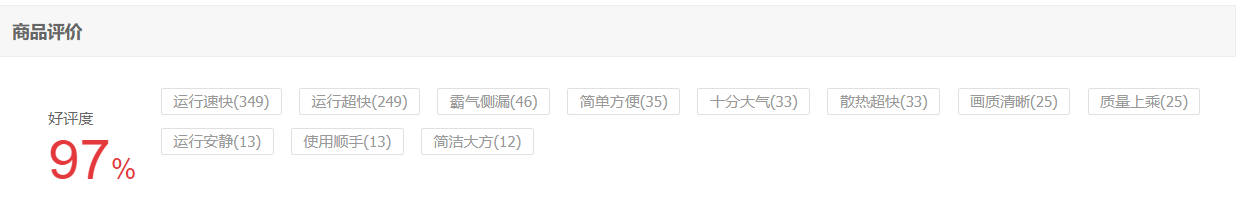 商品评价
好评度
97%
运行速快(349) 运行超快(249) 霸气侧漏(46) 简单方便(35) 十分大气(33) 散热超快(33) 画质清晰(25) 质量上乘(25)
运行安静(13) 使用顺手(13) 简洁大方(12)